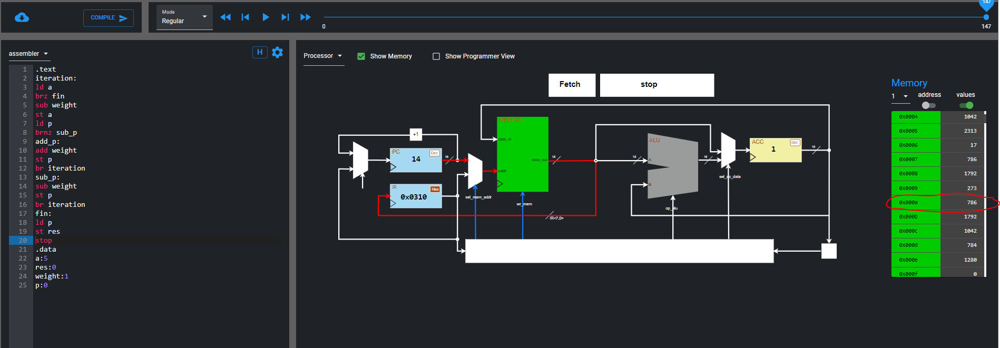 COMPILE
Mode
Regular
147
0
147
assembler
H
1 .text
2 iteration:
3 ld a
4 brz fin
5 sub weight
6 st a
7 ld p
8 brnz sub_p
9 add_p:
10 add weight
11 st p
12 br iteration
13 sub_p:
14 sub weight
15 st p
16 br iteration
17 fin:
18 ld p
19 st res
20 stop
21 .data
22 a:5
23 res:0
24 weight:1
25 p:0
Processor
Show Memory
Show Programmer View
Fetch
stop
+1
PC
Dec
14
16
IR
Hex
0x0310
sel_mem_addr
MEMORY
data_in
data_out
addr
wr_mem
16
IR<7,0>
ALU
16
A
B
op_alu
16
sel_ac_data
ACC
dec
1
16
Memory
1
address
values
0x0004 1042
0x0005 2313
0x0006 17
0x0007 786
0x0008 1792
0x0009 273
0x000a 786
0x000b 1792
0x000c 1042
0x000d 784
0x000e 1280
0x000f 0